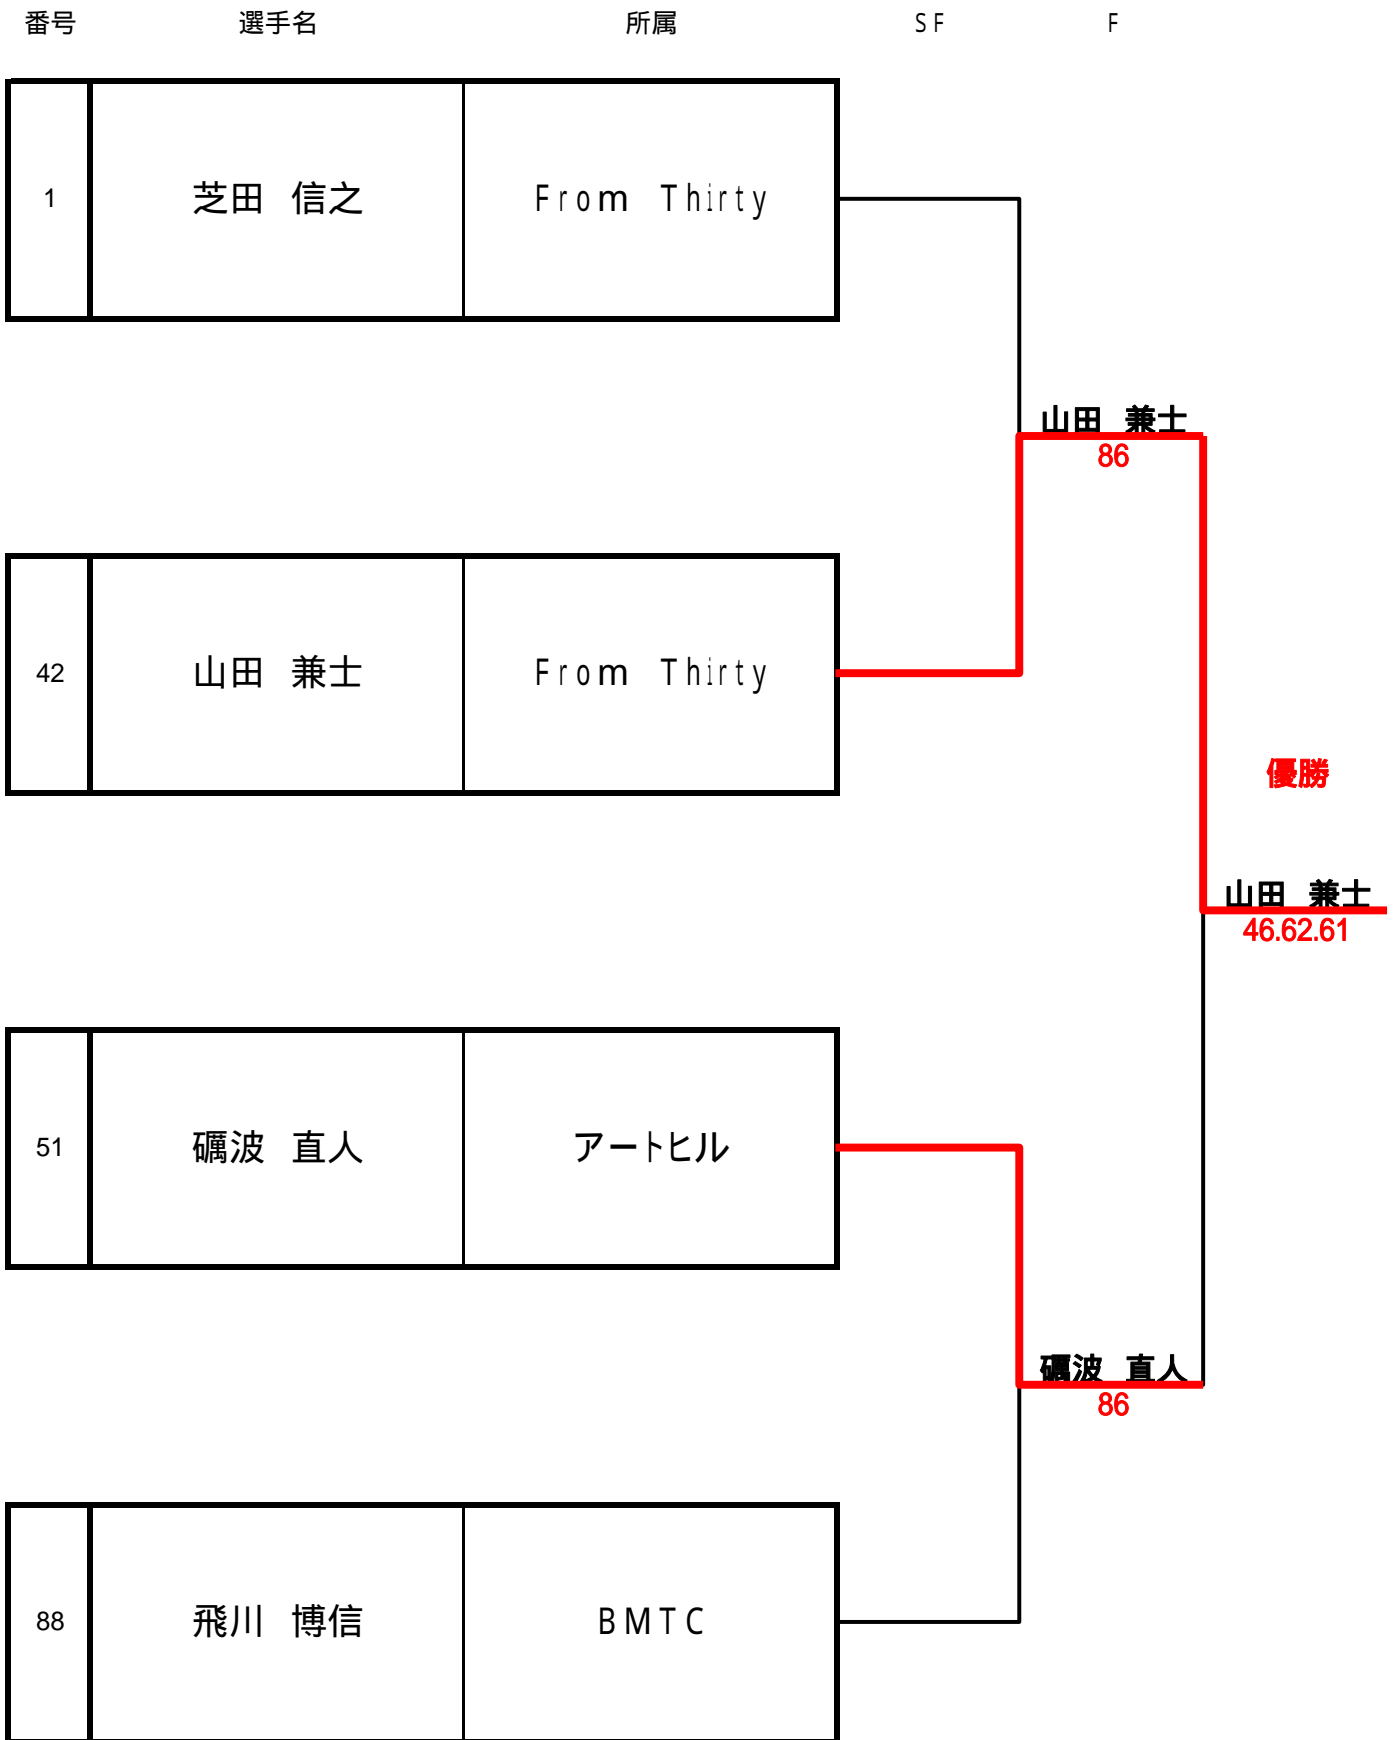 番号 選手名 所属 SF F
1 芝田 信之 From Thirty
山田 兼士
86
42 山田 兼士 From Thirty
優勝
山田 兼士
46.62.61
51 礪波 直人 アートヒル
礪波 直人
86
88 飛川 博信 BMTC